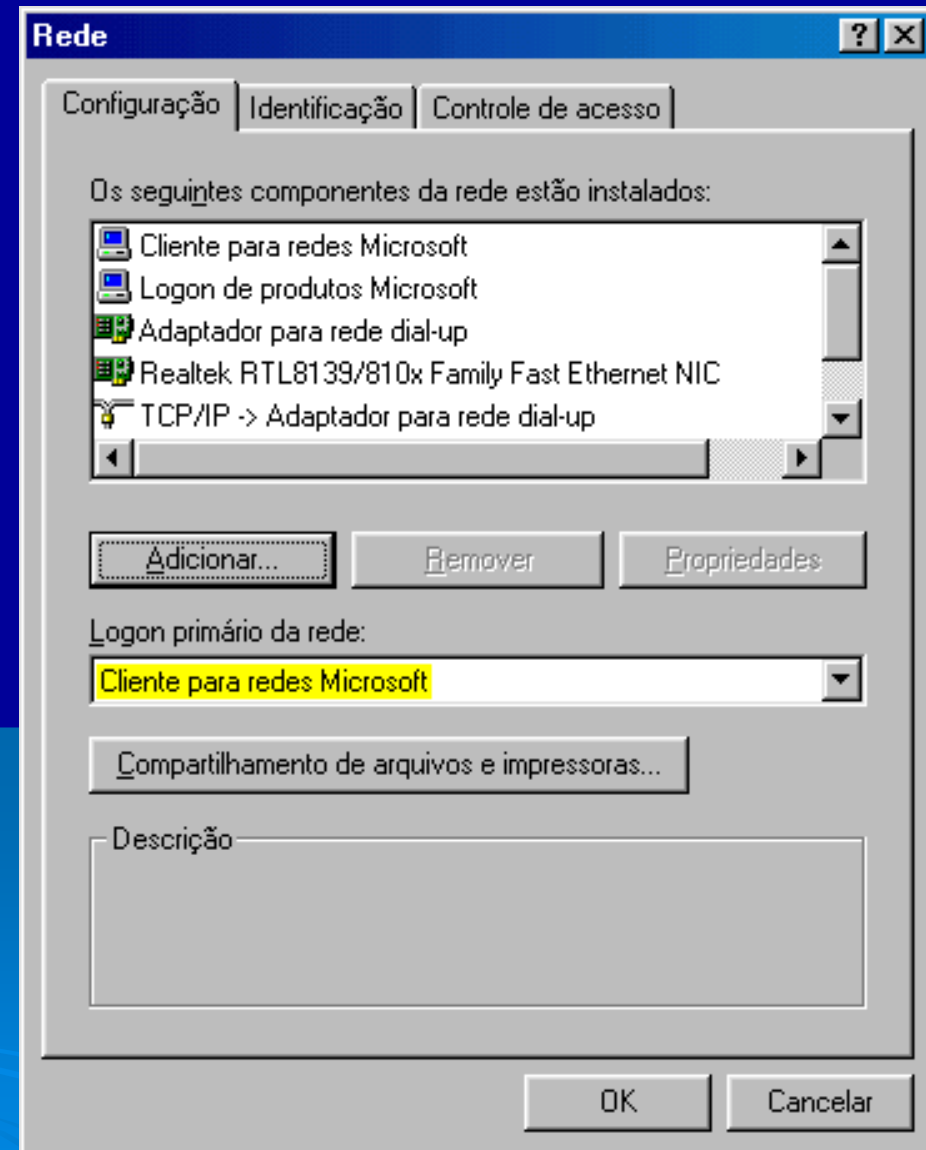 Rede
Configuração Identificação Controle de acesso
Os seguintes componentes da rede estão instalados:
Cliente para redes Microsoft
Logon de produtos Microsoft
Adaptador para rede dial-up
Realtek RTL8139/810x Family Fast Ethernet NIC
TCP/IP -> Adaptador para rede dial-up
Adicionar... Remover Propriedades
Logon primário da rede:
Cliente para redes Microsoft
Compartilhamento de arquivos e impressoras...
Descrição
OK Cancelar